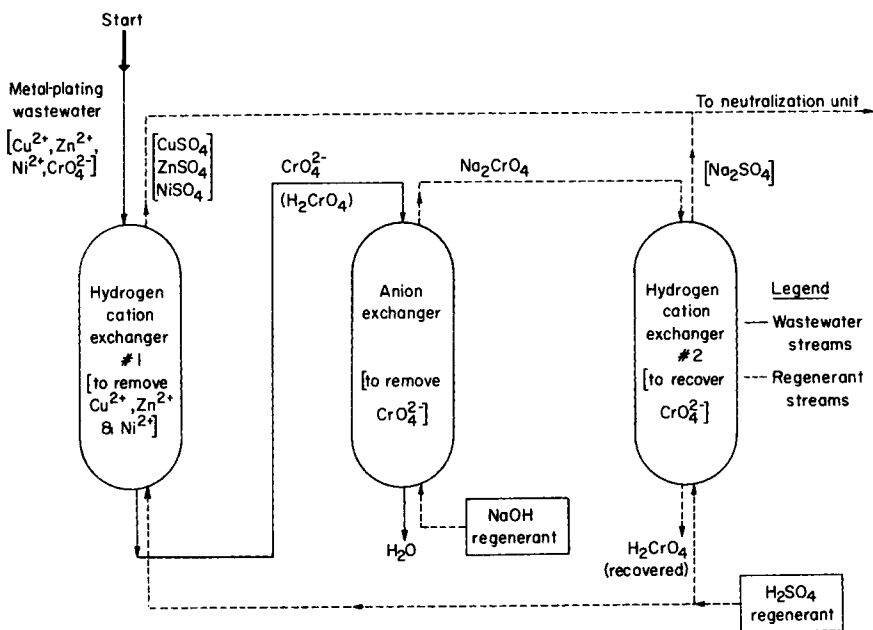 Start
Metal-plating
wastewater
[Cu²⁺,Zn²⁺,
Ni²⁺,CrO₄²⁻]
[CuSO₄]
[ZnSO₄]
[NiSO₄]
CrO₄²⁻
(H₂CrO₄)
Na₂CrO₄
[Na₂SO₄]
To neutralization unit
Hydrogen
cation
exchanger
#1
[to remove
Cu²⁺,Zn²⁺
& Ni²⁺]
Anion
exchanger
[to remove
CrO₄²⁻]
Hydrogen
cation
exchanger
#2
[to recover
CrO₄²⁻]
Legend
Wastewater
streams
Regenerant
streams
NaOH
regenerant
H₂O
H₂CrO₄
(recovered)
H₂SO₄
regenerant